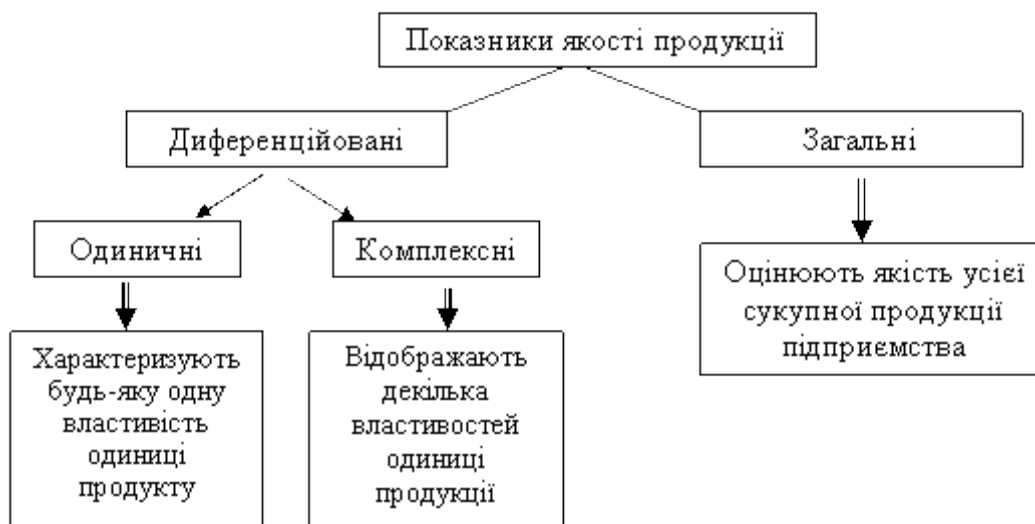 Показники якості продукції
Диференційовані
Загальні
Одиничні
Комплексні
Оцінюють якість усієї
сукупної продукції
підприємства
Характеризують
будь-яку одну
властивість
одиниці
продукту
Відображають
декілька
властивостей
одиниці
продукції